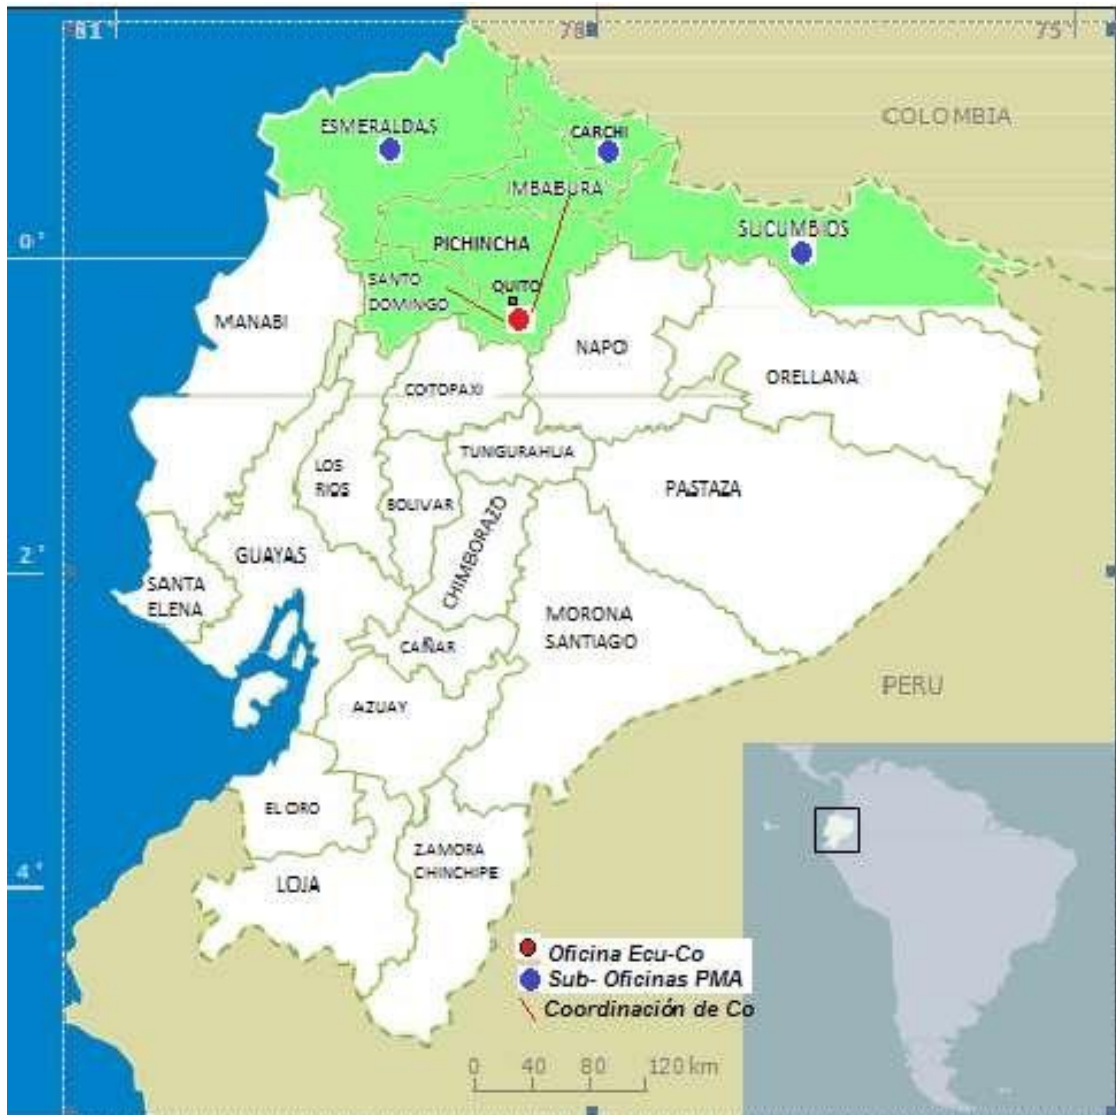 81°
78°
75°
COLOMBIA
ESMERALDAS
CARCHI
IMBABURA
SUCUMBIOS
0°
PICHINCHA
SANTO
DOMINGO
QUITO
MANABI
NAPO
ORELLANA
COTOPAXI
TUNIGURAHUA
LOS
RIOS
BOLIVAR
PASTAZA
CHIMBORAZO
2°
GUAYAS
SANTA
ELENA
MORONA
SANTIAGO
CAÑAR
PERU
AZUAY
EL ORO
ZAMORA
CHINCHIPE
4°
LOJA
Oficina Ecu-Co
Sub- Oficinas PMA
Coordinación de Co
0 40 80 120 km